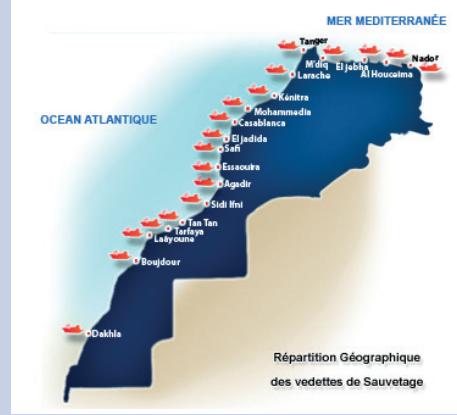 MER MEDITERRANÉE
Tanger
M'diq
El jebha
Al Houceima
Nador
Larache
OCEAN ATLANTIQUE
Kénitra
Mohammedia
Casablanca
El jadida
Safi
Essaouira
Agadir
Sidi Ifni
Tan Tan
Tarfaya
Laâyoune
Boujdour
Dakhla
Répartition Géographique
des vedettes de Sauvetage